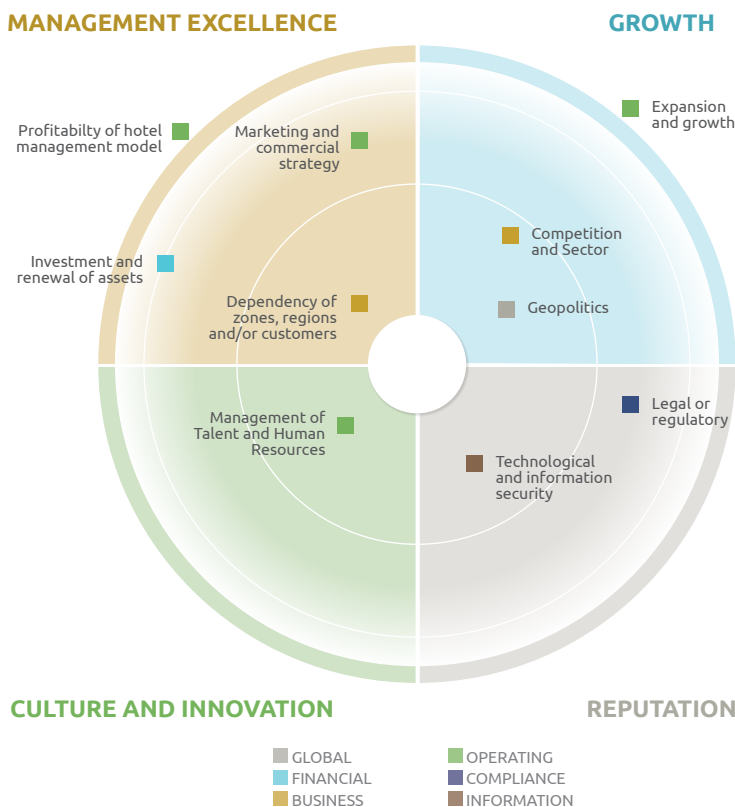 MANAGEMENT EXCELLENCE
GROWTH
Profitabilty of hotel
management model
Marketing and
commercial
strategy
Expansion
and growth
Investment and
renewal of assets
Competition
and Sector
Dependency of
zones, regions
and/or customers
Geopolitics
Management of
Talent and Human
Resources
Legal or
regulatory
Technological
and information
security
CULTURE AND INNOVATION
REPUTATION
GLOBAL
FINANCIAL
BUSINESS
OPERATING
COMPLIANCE
INFORMATION